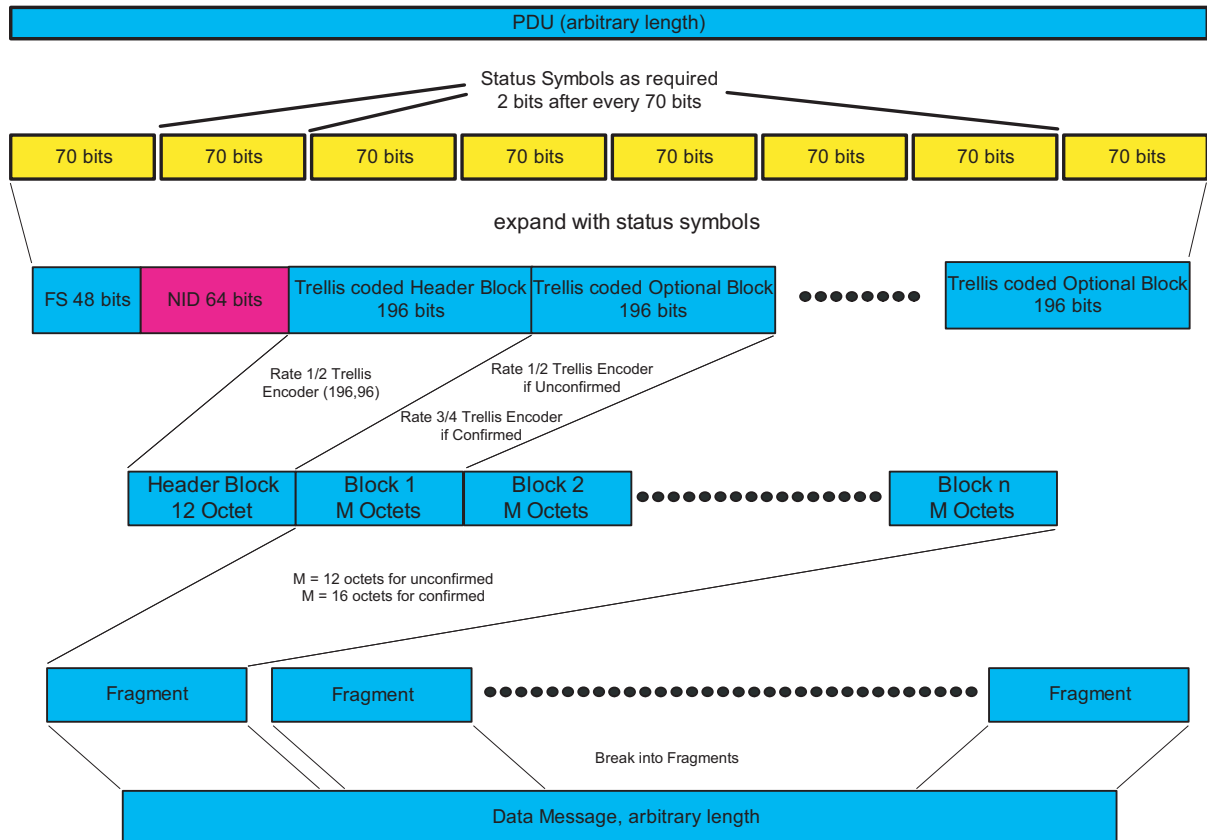 PDU (arbitrary length)
Status Symbols as required
2 bits after every 70 bits
70 bits
70 bits
70 bits
70 bits
70 bits
70 bits
70 bits
70 bits
expand with status symbols
FS 48 bits
NID 64 bits
Trellis coded Header Block
196 bits
Trellis coded Optional Block
196 bits
Trellis coded Optional Block
196 bits
Rate 1/2 Trellis
Encoder (196,96)
Rate 1/2 Trellis Encoder
if Unconfirmed
Rate 3/4 Trellis Encoder
if Confirmed
Header Block
12 Octet
Block 1
M Octets
Block 2
M Octets
Block n
M Octets
M = 12 octets for unconfirmed
M = 16 octets for confirmed
Fragment
Fragment
Fragment
Break into Fragments
Data Message, arbitrary length